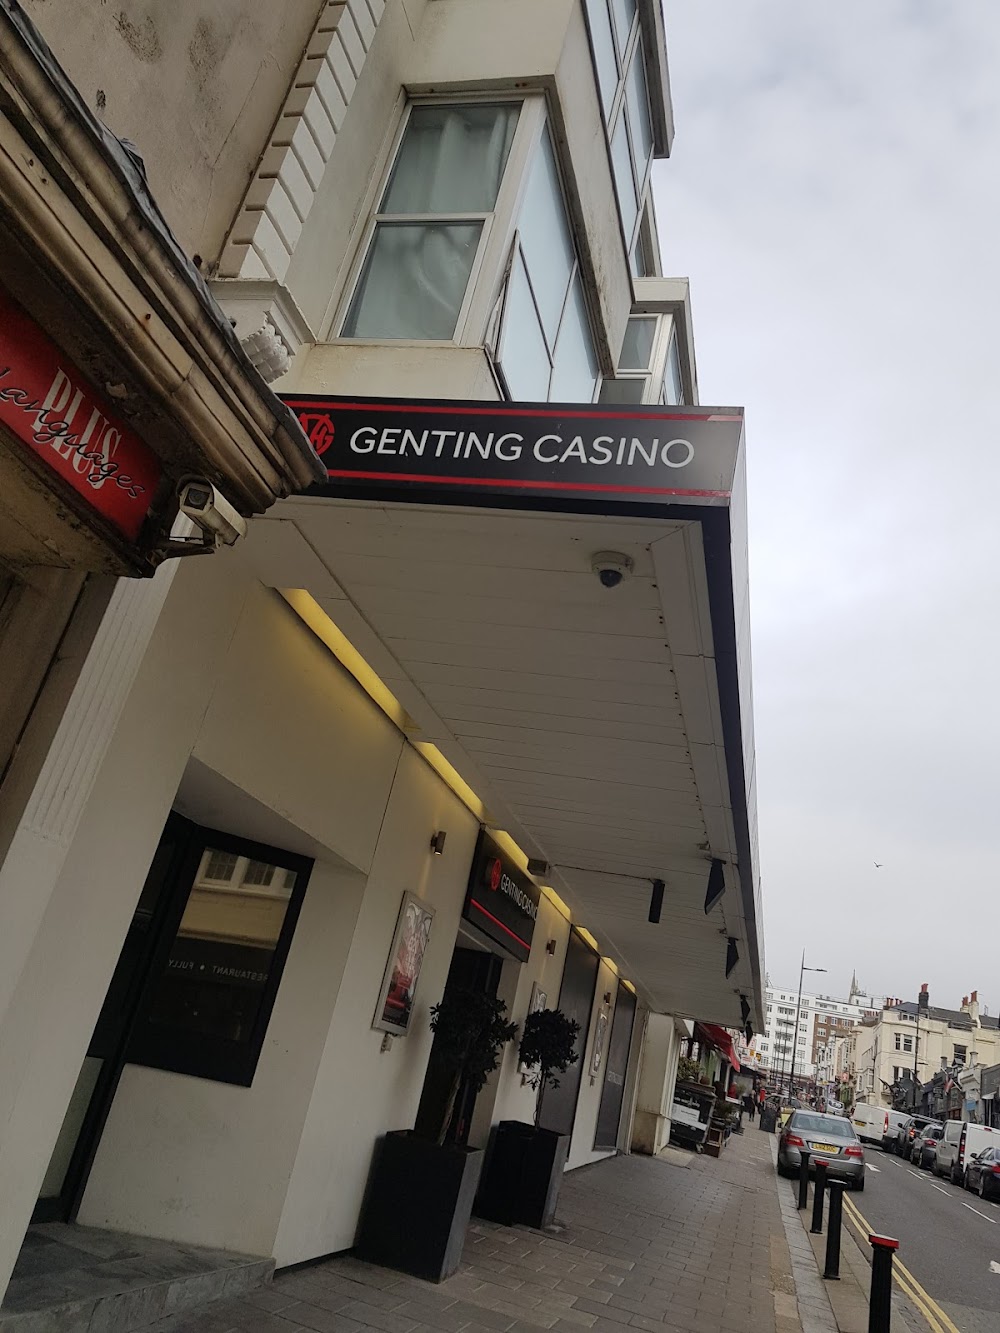 PLUS
Languages
GENTING CASINO
GENTING CASINO
RESTAURANT • FULLY